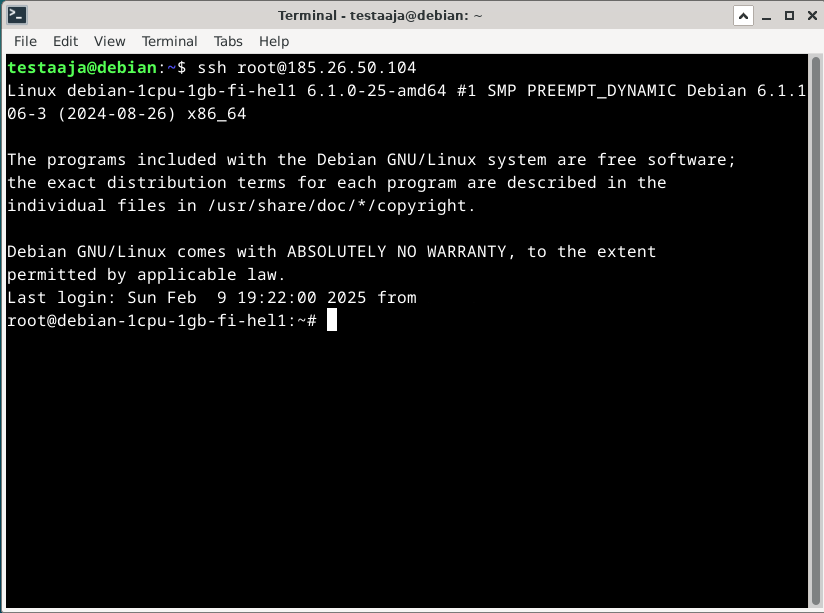 Terminal - testaaja@debian: ~
File Edit View Terminal Tabs Help
testaaja@debian:~$ ssh root@185.26.50.104
Linux debian-1cpu-1gb-fi-hel1 6.1.0-25-amd64 #1 SMP PREEMPT_DYNAMIC Debian 6.1.1
06-3 (2024-08-26) x86_64
The programs included with the Debian GNU/Linux system are free software;
the exact distribution terms for each program are described in the
individual files in /usr/share/doc/*/copyright.
Debian GNU/Linux comes with ABSOLUTELY NO WARRANTY, to the extent
permitted by applicable law.
Last login: Sun Feb  9 19:22:00 2025 from
root@debian-1cpu-1gb-fi-hel1:~#